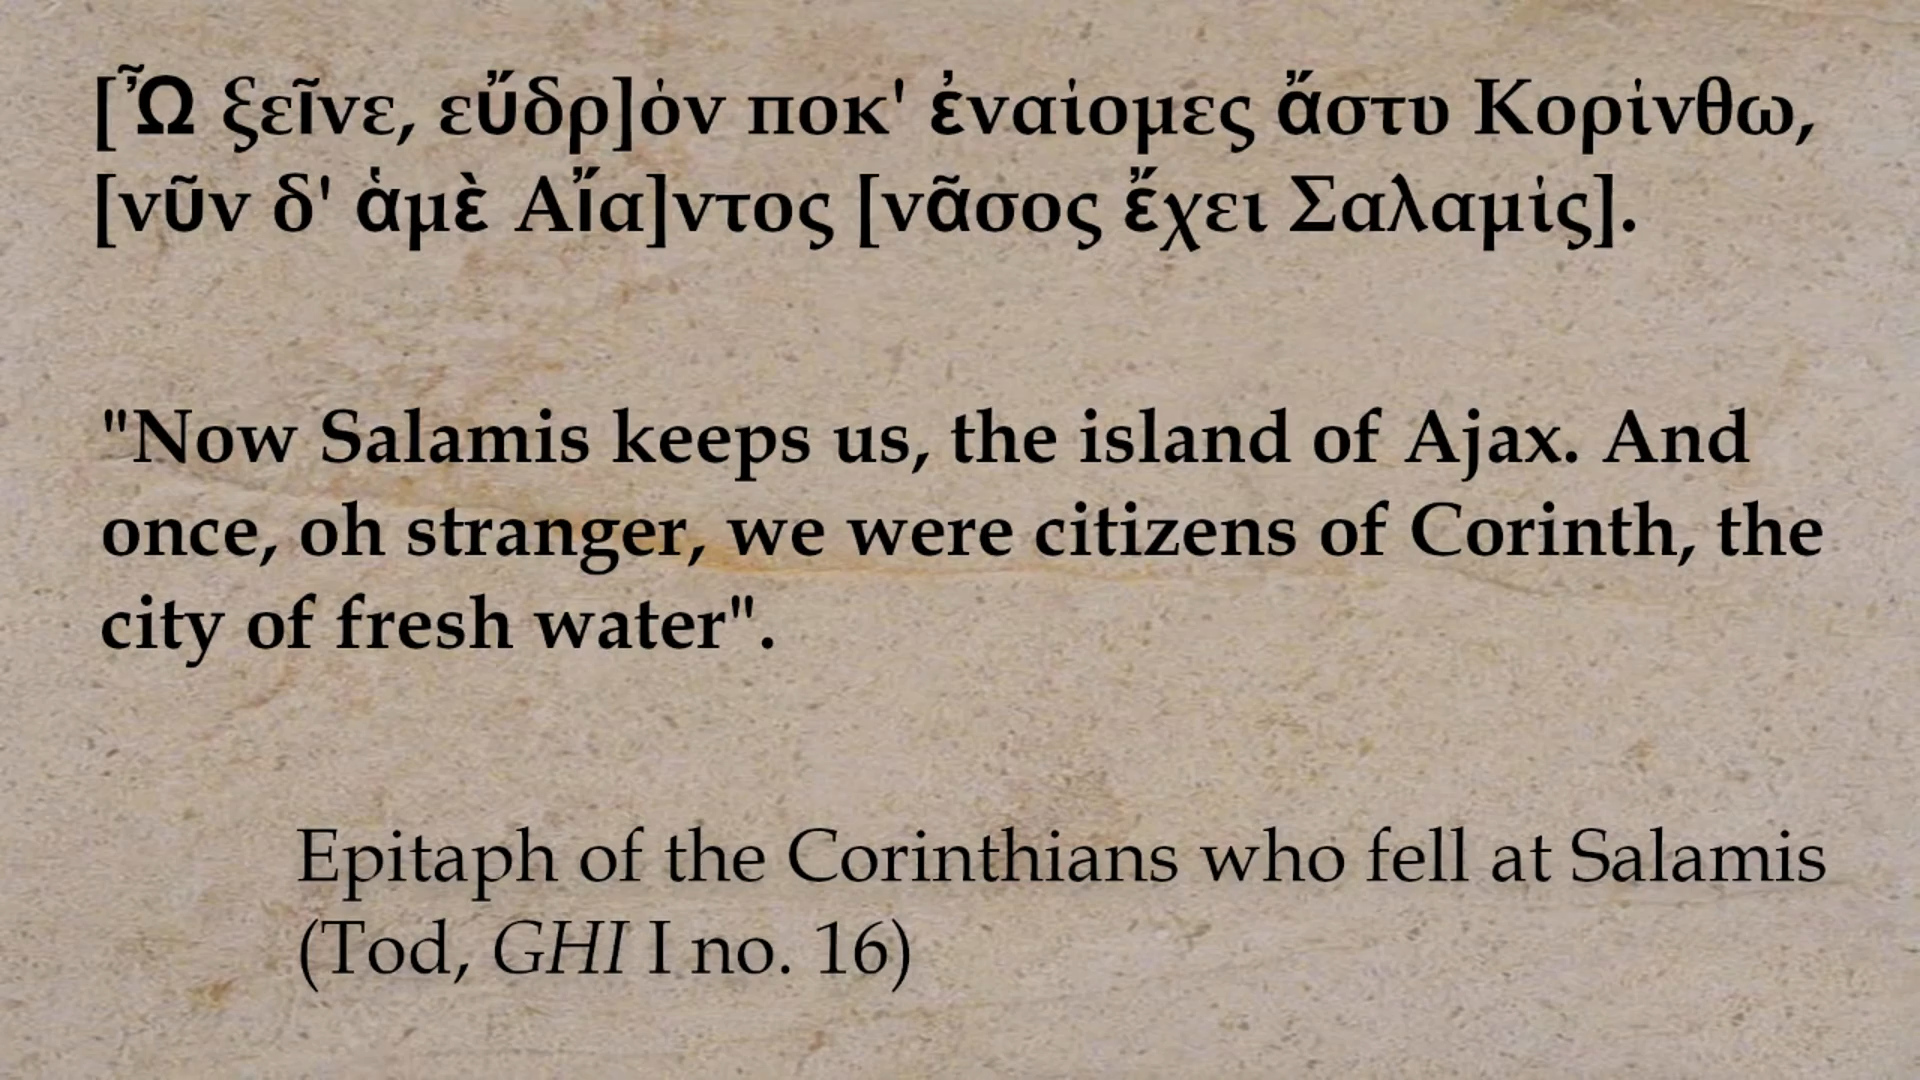 [Ὦ ξεῖνε, εὔδρ]όν ποκ' ἐναίομες ἄστυ Κορίνθω,
[νῦν δ' ἁμὲ Αἴα]ντος [νᾶσος ἔχει Σαλαμίς].
"Now Salamis keeps us, the island of Ajax. And
once, oh stranger, we were citizens of Corinth, the
city of fresh water".
Epitaph of the Corinthians who fell at Salamis
(Tod, GHI I no. 16)